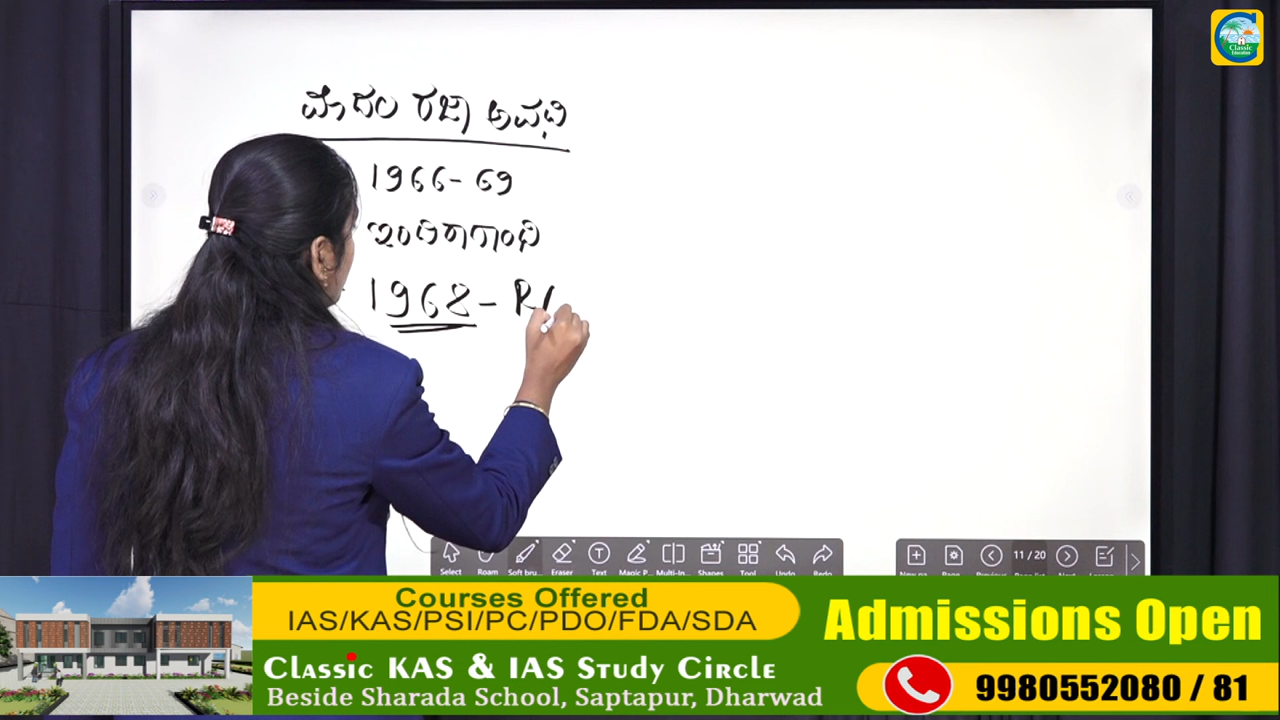 Classic
Education
ಮೊದಲ ರಜಾ ಅವಧಿ
1966-69
ಇಂದಿರಾಗಾಂಧಿ
1968-
Select
Roam
Soft bru...
Eraser
Text
Magic P...
Multi-In...
Shapes
Tool
Undo
Redo
11 / 20
Courses Offered
IAS/KAS/PSI/PC/PDO/FDA/SDA
Classic KAS & IAS Study Circle
Beside Sharada School, Saptapur, Dharwad
Admissions Open
9980552080 / 81